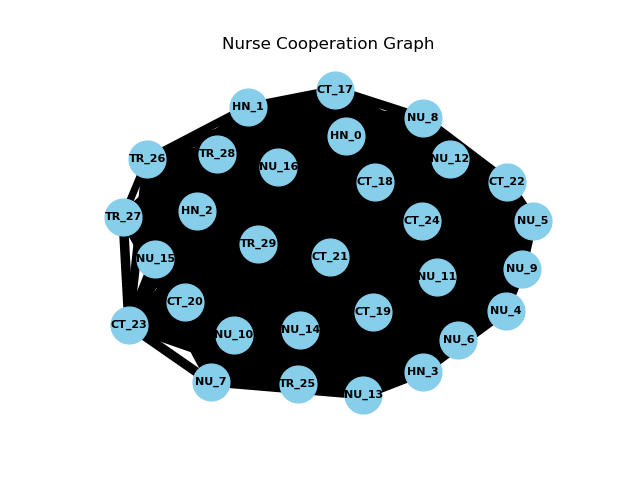 Nurse Cooperation Graph
CT_17
HN_1
NU_8
HN_0
TR_28
TR_26
NU_12
NU_16
CT_18
CT_22
HN_2
TR_27
CT_24
NU_5
TR_29
CT_21
NU_15
NU_9
NU_11
CT_20
NU_4
CT_19
CT_23
NU_14
NU_10
NU_6
HN_3
NU_7
TR_25
NU_13